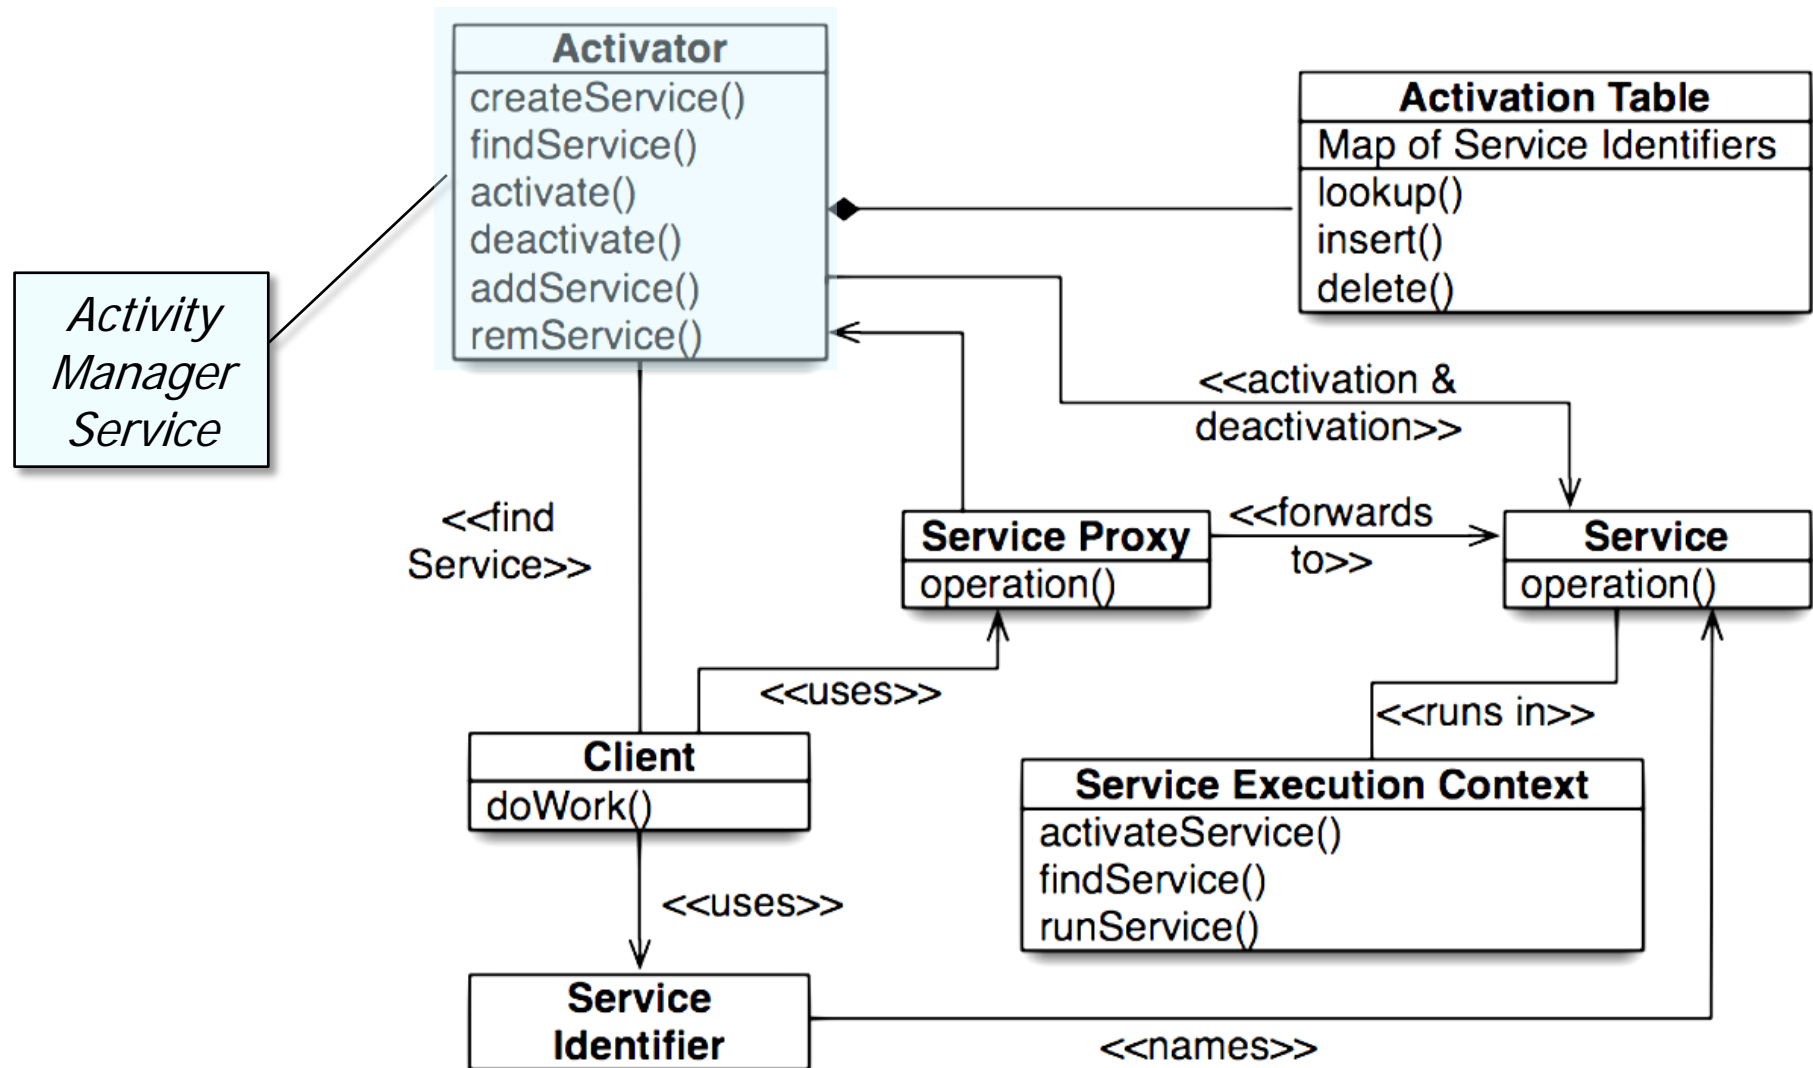 Activator
createService()
findService()
activate()
deactivate()
addService()
remService()
Activation Table
Map of Service Identifiers
lookup()
insert()
delete()
Activity
Manager
Service
<<activation &
deactivation>>
<<find
Service>>
Service Proxy
operation()
<<forwards
to>>
Service
operation()
<<uses>>
<<runs in>>
Client
doWork()
Service Execution Context
activateService()
findService()
runService()
<<uses>>
Service
Identifier
<<names>>